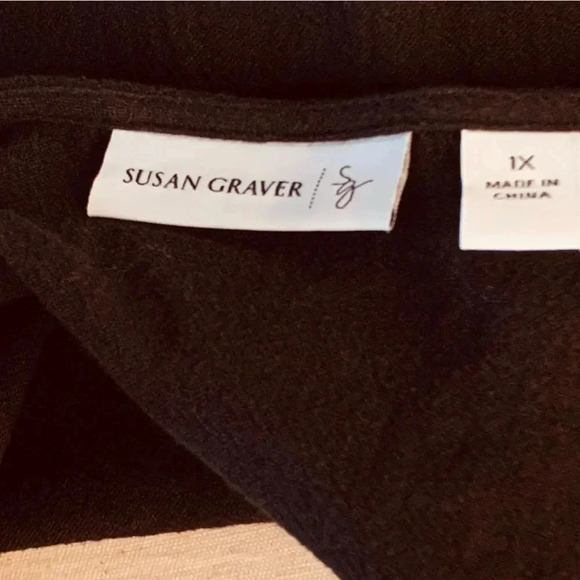 SUSAN GRAVER
Sg
1X
MADE IN
CHINA